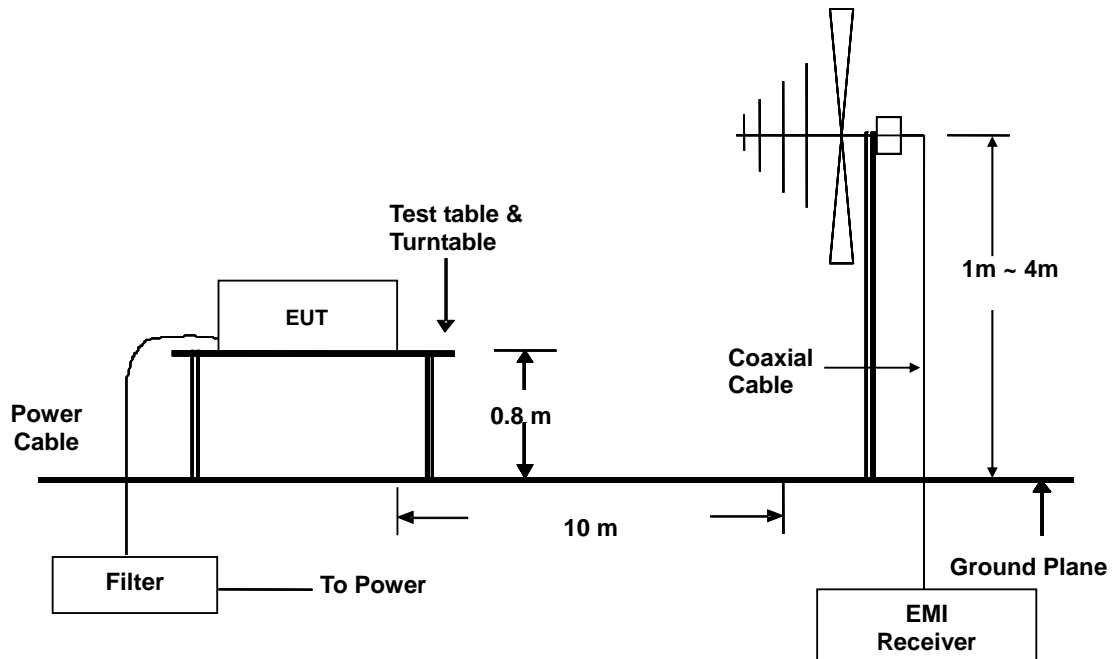 Test table &
Turntable
EUT
1m ~ 4m
Coaxial
Cable
0.8 m
Power
Cable
10 m
Ground Plane
Filter
To Power
EMI
Receiver